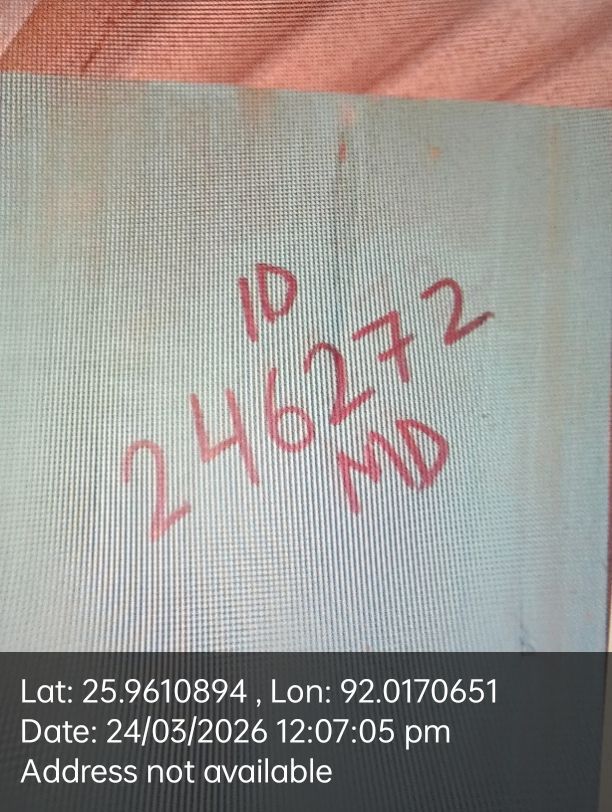 ID
246272
MD
Lat: 25.9610894 , Lon: 92.0170651
Date: 24/03/2026 12:07:05 pm
Address not available